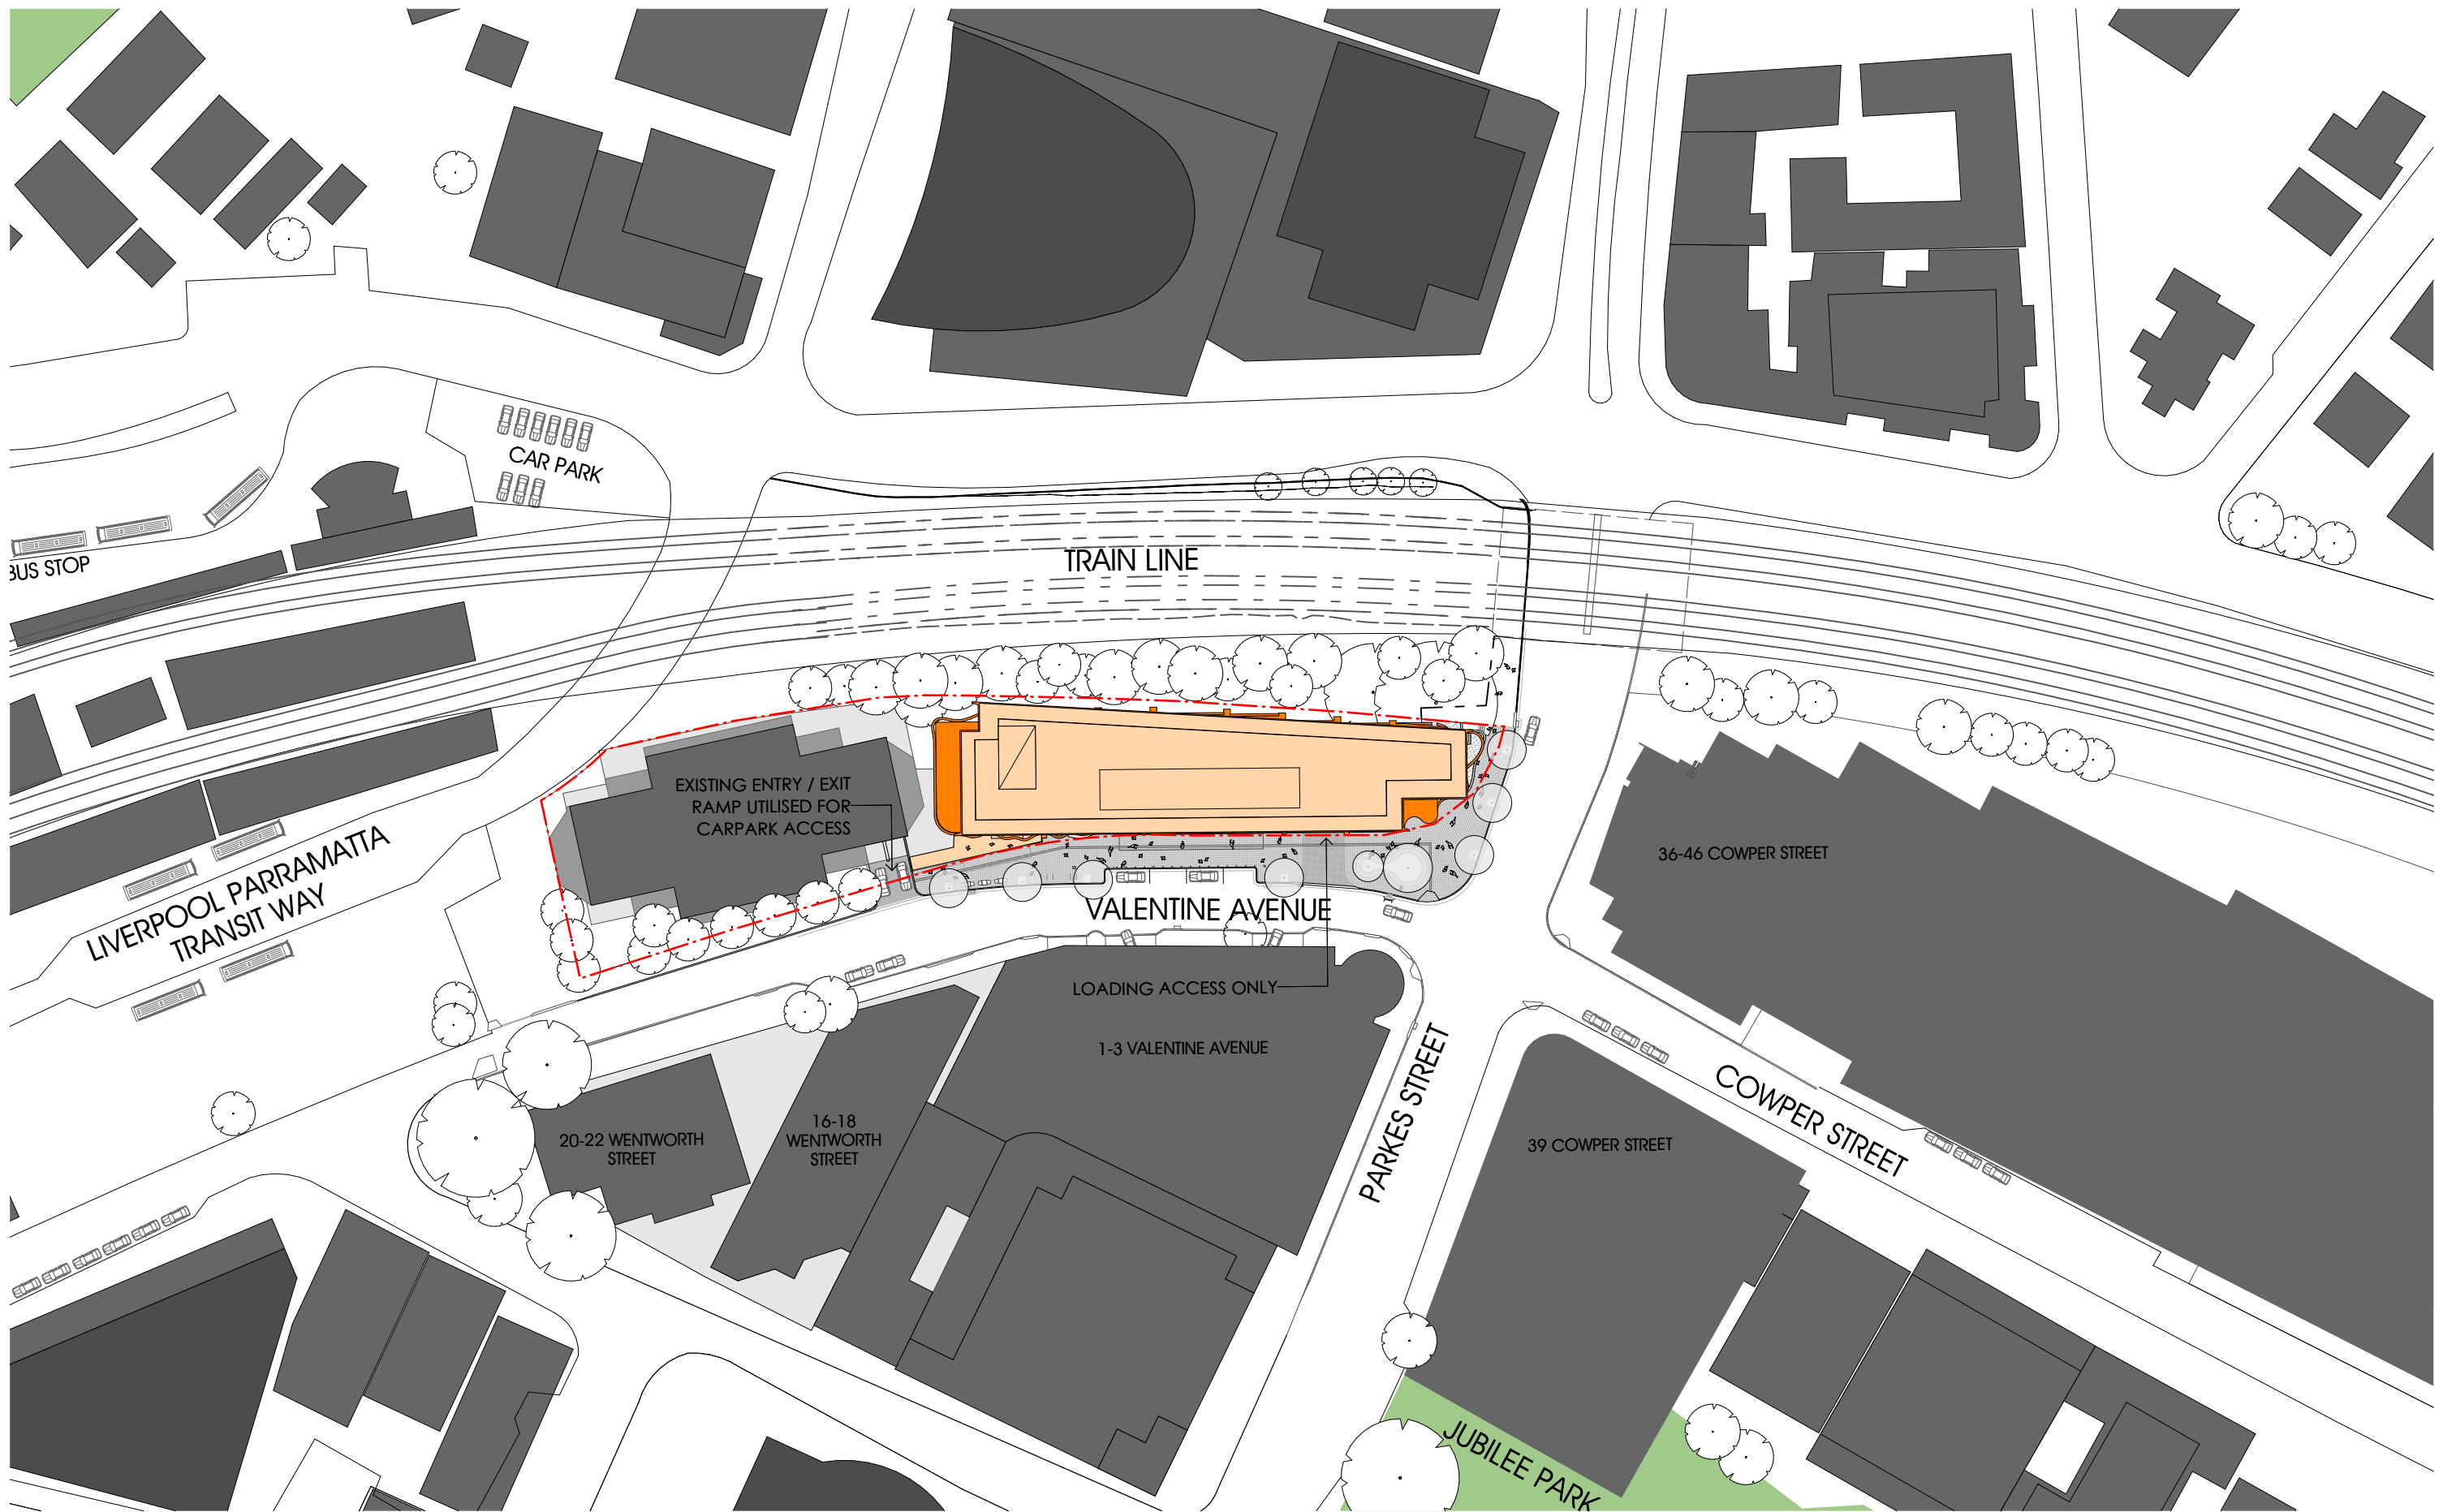 CAR PARK
BUS STOP
TRAIN LINE
EXISTING ENTRY / EXIT
RAMP UTILISED FOR
CARPARK ACCESS
LIVERPOOL PARRAMATTA
TRANSIT WAY
VALENTINE AVENUE
36-46 COWPER STREET
LOADING ACCESS ONLY
1-3 VALENTINE AVENUE
PARKES STREET
COWPER STREET
16-18
WENTWORTH
STREET
20-22 WENTWORTH
STREET
39 COWPER STREET
JUBILEE PARK